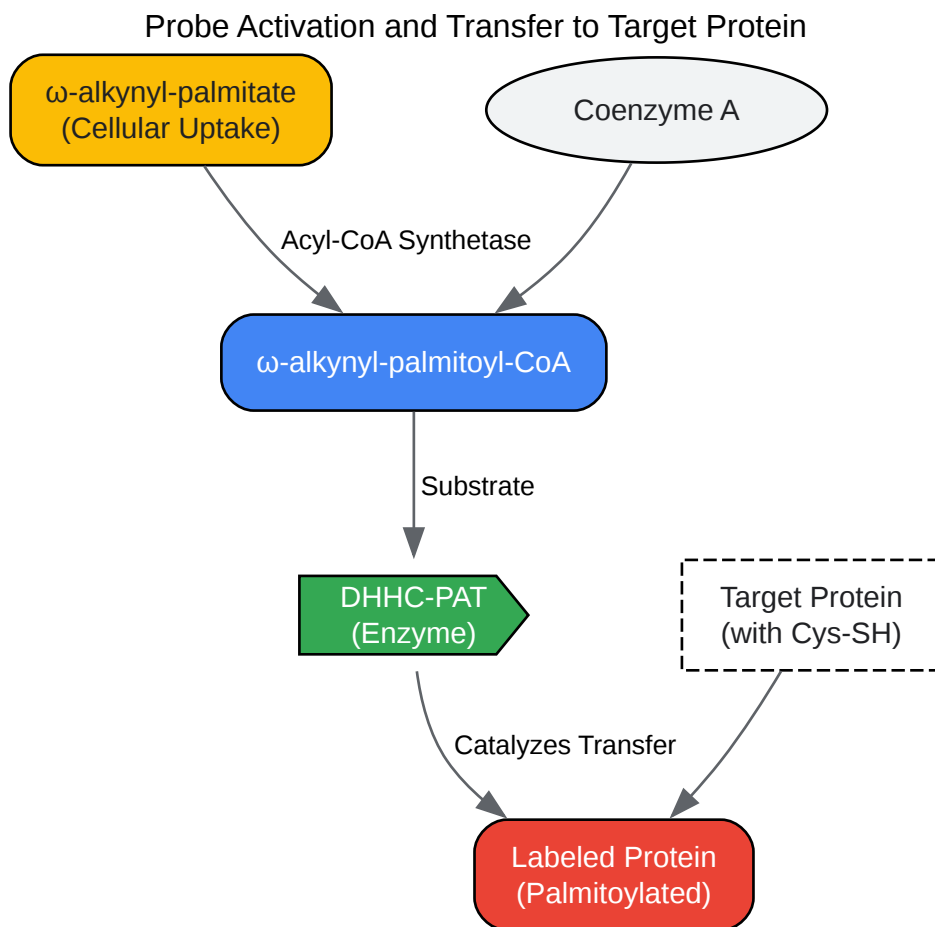 Probe Activation and Transfer to Target Protein
ω-alkynyl-palmitate
(Cellular Uptake)
Coenzyme A
Acyl-CoA Synthetase
ω-alkynyl-palmitoyl-CoA
Substrate
DHHC-PAT
(Enzyme)
Target Protein
(with Cys-SH)
Catalyzes Transfer
Labeled Protein
(Palmitoylated)